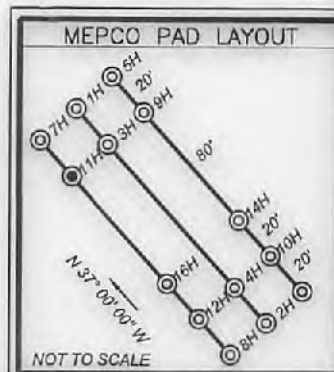 MEPCO PAD LAYOUT
5H
20'
1H
9H
7H
3H
80'
11H
14H
20'
16H
10H
4H
20'
N 37° 00' 00" W
12H
2H
8H
NOT TO SCALE